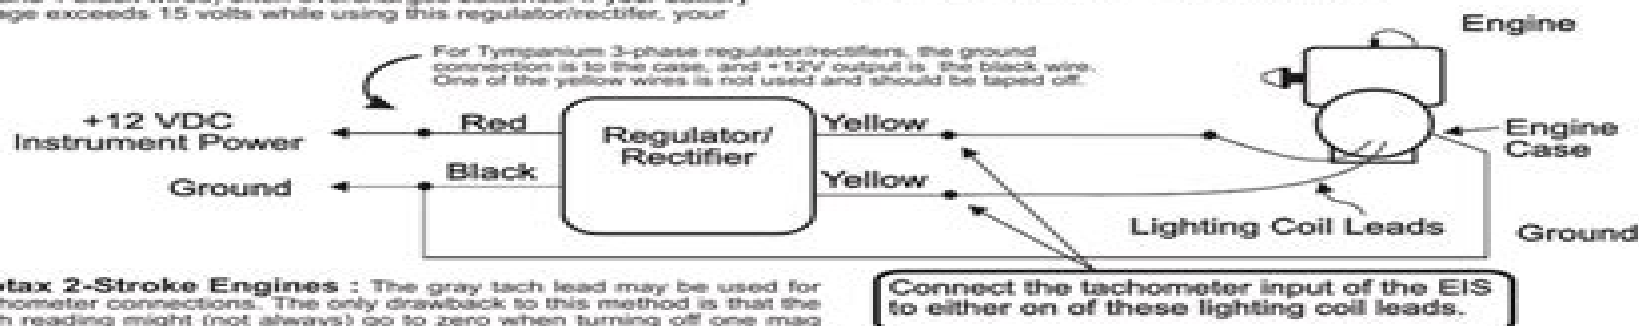 age exceeds 15 volts while using this regulator/rectifer, your
Engine
For Tympanium 3-phase regulator/rectifiers, the ground
connection is to the case, and +12V output is the black wire.
One of the yellow wires is not used and should be taped off.
+12 VDC
Instrument Power
Red
Regulator/
Rectifier
Yellow
Engine
Case
Ground
Black
Yellow
Lighting Coil Leads
Ground
tax 2-Stroke Engines : The gray tach lead may be used for
hometer connections. The only drawback to this method is that the
h reading might (not always) go to zero when turning off one mag
Connect the tachometer input of the EIS
to either on of these lighting coil leads.